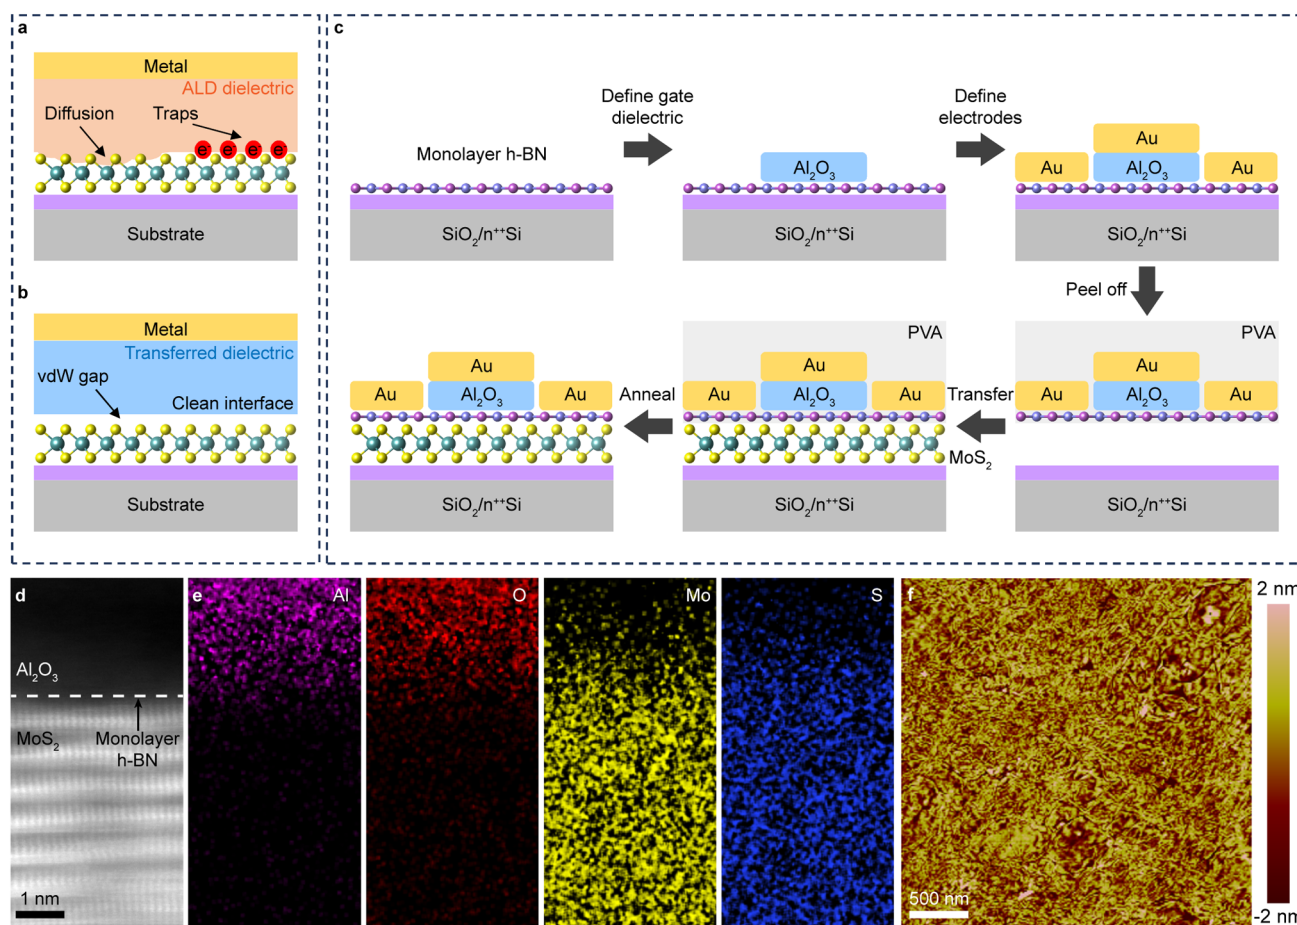 a
Metal
ALD dielectric
Diffusion
Traps
e e e e
Substrate
b
Metal
Transferred dielectric
vdW gap
Clean interface
Substrate
c
Monolayer h-BN
SiO₂/n⁺⁺Si
Define gate
dielectric
Al₂O₃
SiO₂/n⁺⁺Si
Define
electrodes
Au
Au Al₂O₃ Au
SiO₂/n⁺⁺Si
Peel off
PVA
Au
Au Al₂O₃ Au
SiO₂/n⁺⁺Si
Transfer
PVA
Au
Au Al₂O₃ Au
MoS₂
SiO₂/n⁺⁺Si
Anneal
Au
Au Al₂O₃ Au
SiO₂/n⁺⁺Si
d
Al₂O₃
MoS₂
Monolayer
h-BN
1 nm
e
Al
O
Mo
S
f
500 nm
2 nm
-2 nm